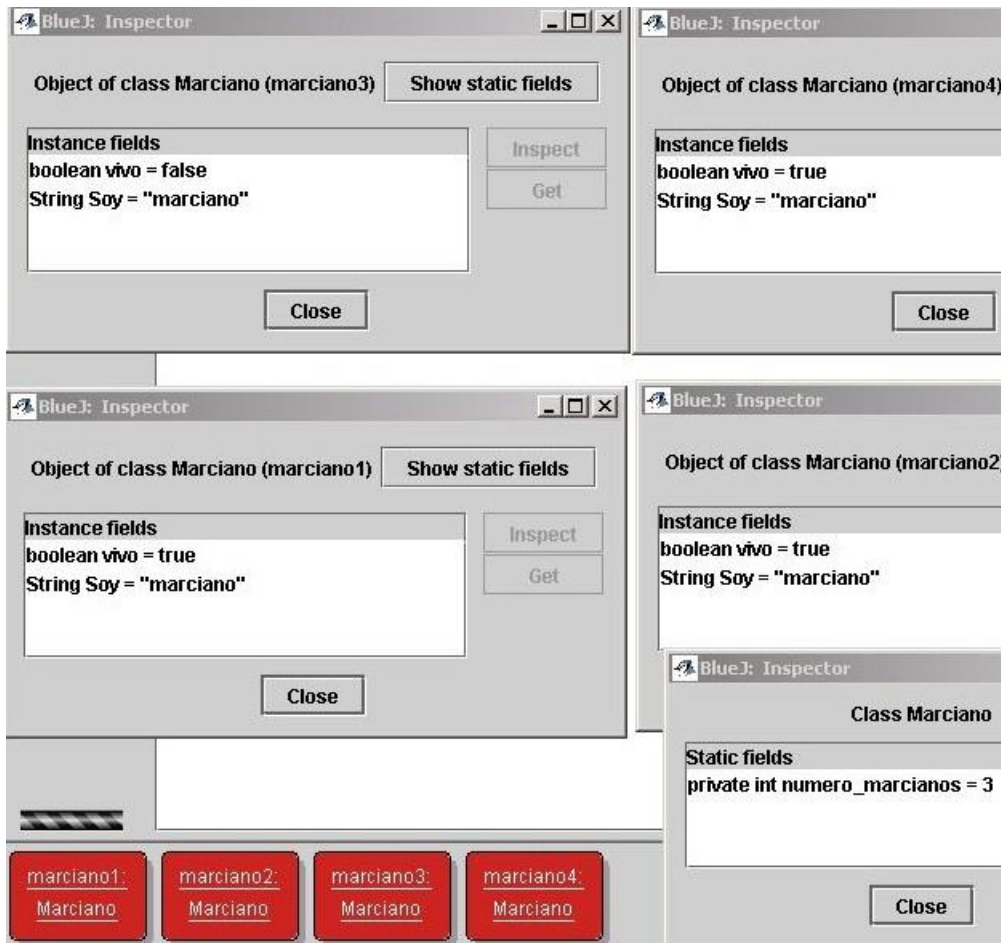 BlueJ: Inspector
Object of class Marciano (marciano3)
Show static fields
Instance fields
boolean vivo = false
String Soy = "marciano"
Inspect
Get
Close
BlueJ: Inspector
Object of class Marciano (marciano4)
Instance fields
boolean vivo = true
String Soy = "marciano"
Close
BlueJ: Inspector
Object of class Marciano (marciano1)
Show static fields
Instance fields
boolean vivo = true
String Soy = "marciano"
Inspect
Get
Close
BlueJ: Inspector
Object of class Marciano (marciano2)
Instance fields
boolean vivo = true
String Soy = "marciano"
BlueJ: Inspector
Class Marciano
Static fields
private int numero_marcianos = 3
Close
marciano1:
Marciano
marciano2:
Marciano
marciano3:
Marciano
marciano4:
Marciano